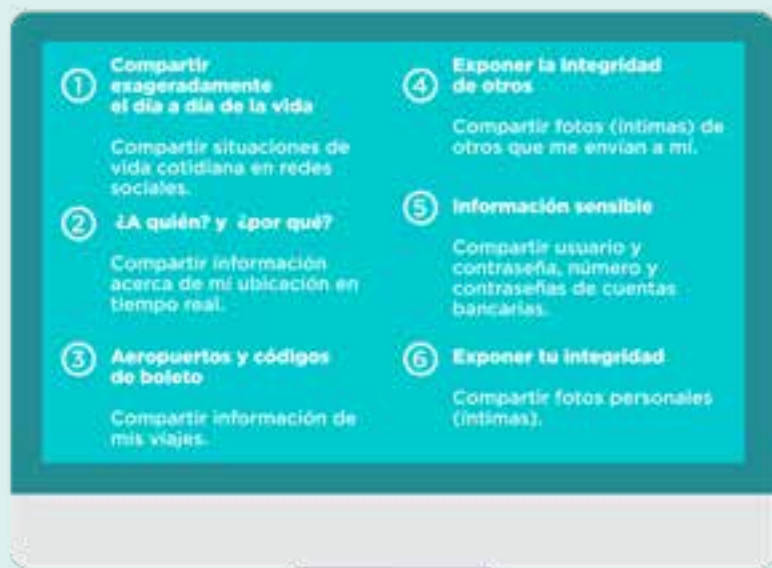 1
Compartir
exageradamente
el día a día de la vida
Compartir situaciones de
vida cotidiana en redes
sociales.
2
¿A quién? y ¿por qué?
Compartir información
acerca de mi ubicación en
tiempo real.
3
Aeropuertos y códigos
de boleto
Compartir información de
mis viajes.
4
Exponer la integridad
de otros
Compartir fotos (íntimas) de
otros que me envían a mí.
5
Información sensible
Compartir usuario y
contraseña, número y
contraseñas de cuentas
bancarias.
6
Exponer tu integridad
Compartir fotos personales
(íntimas).